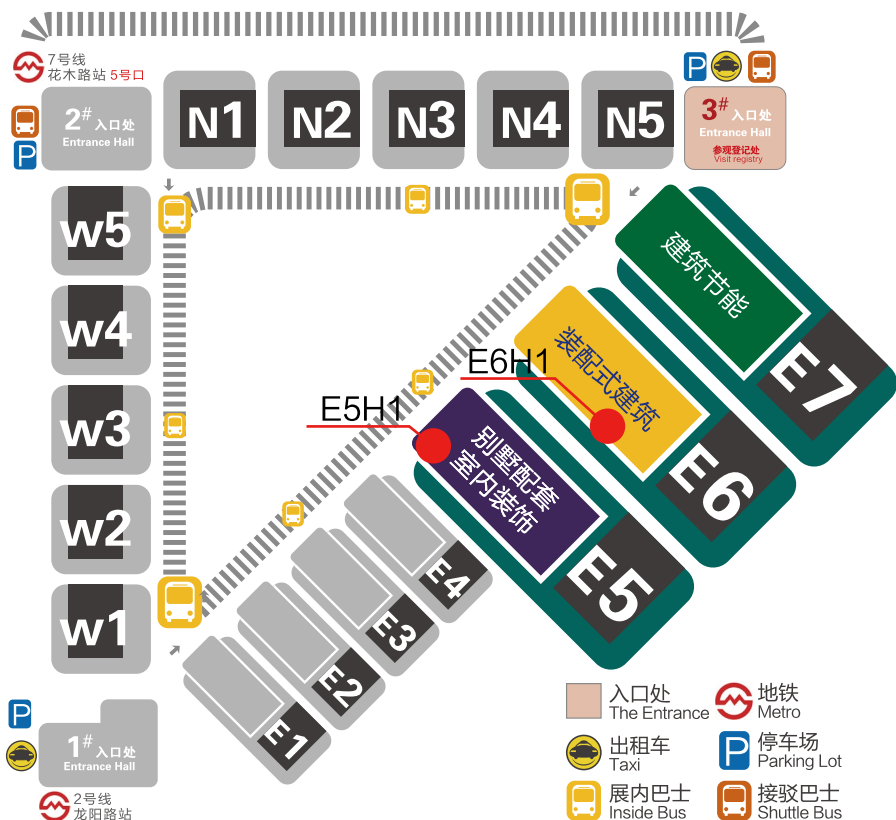 7号线
花木路站 5号口
2# 入口处
Entrance Hall
P
N1
N2
N3
N4
N5
P
3# 入口处
Entrance Hall
参观登记处
Visit registry
w5
w4
w3
w2
w1
建筑节能
E7
E6H1
装配式建筑
E6
E5H1
别墅配套
室内装饰
E5
E4
E3
E2
E1
P
1# 入口处
Entrance Hall
2号线
龙阳路站
入口处
The Entrance
地铁
Metro
出租车
Taxi
P
停车场
Parking Lot
展内巴士
Inside Bus
接驳巴士
Shuttle Bus